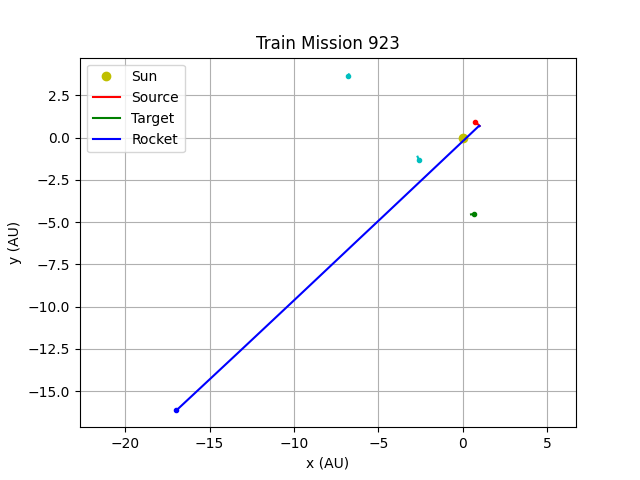 Train Mission 923
Sun
Source
Target
Rocket
2.5
0.0
−2.5
−5.0
−7.5
−10.0
−12.5
−15.0
y (AU)
−20
−15
−10
−5
0
5
x (AU)